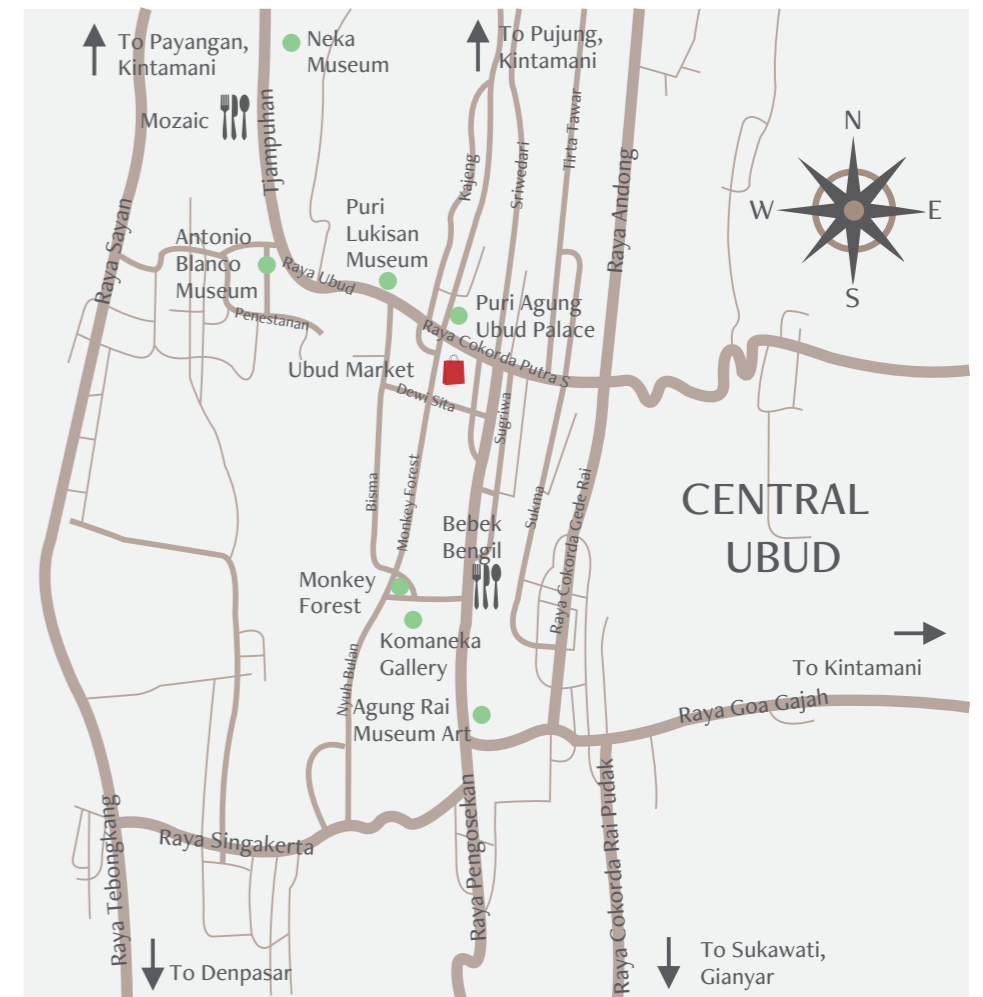 To Payangan,
Kintamani
Neka
Museum
To Pujung,
Kintamani
Mozaic
Tjampuhan
Kajeng
Sriwedari
Tirta Tawar
Raya Andong
N
W
E
S
Raya Sayan
Antonio
Blanco
Museum
Puri
Lukisan
Museum
Raya Ubud
Penestanan
Puri Agung
Ubud Palace
Raya Cokorda Putra S
Ubud Market
Dewi Sita
Sugriwa
Bisma
Monkey Forest
Sukma
Raya Cokorda Gede Rai
CENTRAL
UBUD
Bebek
Bengil
Monkey
Forest
Komaneka
Gallery
To Kintamani
Nyuh Bulan
Agung Rai
Museum Art
Raya Goa Gajah
Raya Tebongkang
Raya Singakerta
Raya Pengosekan
Raya Cokorda Rai Pudak
To Denpasar
To Sukawati,
Gianyar